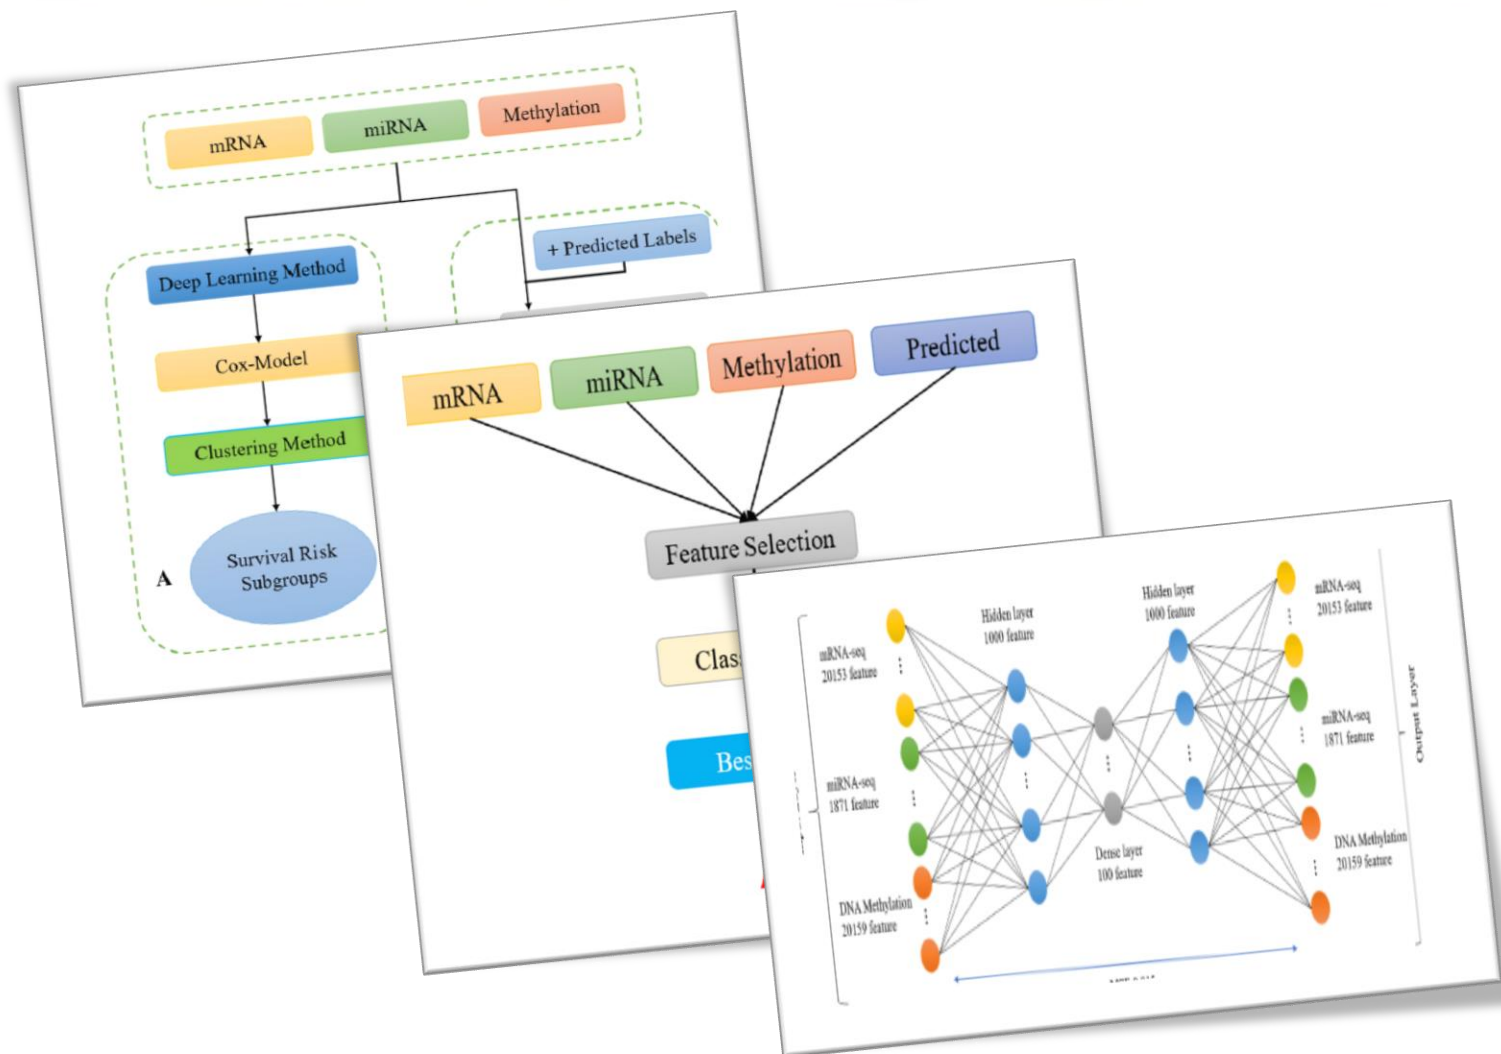 mRNA
miRNA
Methylation
+ Predicted Labels
Deep Learning Method
Cox-Model
Clustering Method
Survival Risk
Subgroups
A
mRNA
miRNA
Methylation
Predicted
Feature Selection
Clas
Bes
mRNA-seq
20153 feature
miRNA-seq
1871 feature
DNA Methylation
20159 feature
Hidden layer
1000 feature
Dense layer
100 feature
Hidden layer
1000 feature
mRNA-seq
20153 feature
miRNA-seq
1871 feature
DNA Methylation
20159 feature
Output Layer